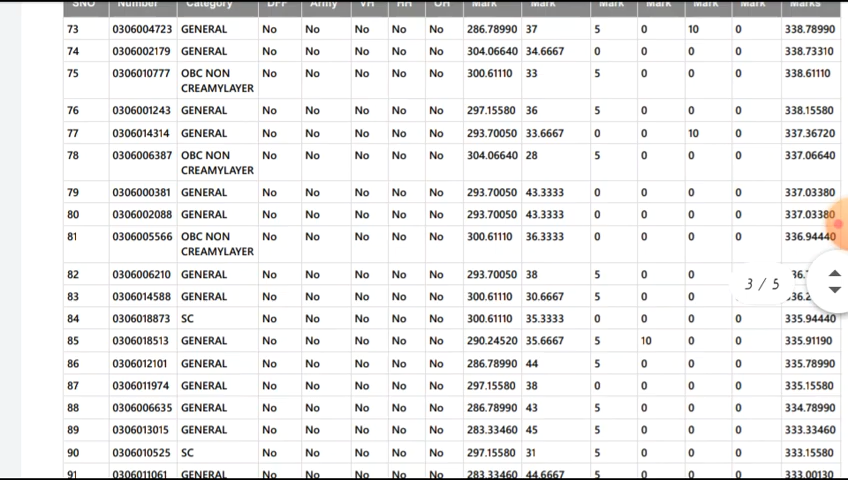 SNO Number Category DFF Army VH HH OH Mark Mark Mark Mark Mark Mark Marks
73 0306004723 GENERAL No No No No No 286.78990 37 5 0 10 0 338.78990
74 0306002179 GENERAL No No No No No 304.06640 34.6667 0 0 0 0 338.73310
75 0306010777 OBC NON No No No No No 300.61110 33 5 0 0 0 338.61110
CREAMYLAYER
76 0306001243 GENERAL No No No No No 297.15580 36 5 0 0 0 338.15580
77 0306014314 GENERAL No No No No No 293.70050 33.6667 0 0 10 0 337.36720
78 0306006387 OBC NON No No No No No 304.06640 28 5 0 0 0 337.06640
CREAMYLAYER
79 0306000381 GENERAL No No No No No 293.70050 43.3333 0 0 0 0 337.03380
80 0306002088 GENERAL No No No No No 293.70050 43.3333 0 0 0 0 337.03380
81 0306005566 OBC NON No No No No No 300.61110 36.3333 0 0 0 0 336.94440
CREAMYLAYER
82 0306006210 GENERAL No No No No No 293.70050 38 5 0 0
83 0306014588 GENERAL No No No No No 300.61110 30.6667 5 0 0
3 / 5
84 0306018873 SC No No No No No 300.61110 35.3333 0 0 0 0 335.94440
85 0306018513 GENERAL No No No No No 290.24520 35.6667 5 10 0 0 335.91190
86 0306012101 GENERAL No No No No No 286.78990 44 5 0 0 0 335.78990
87 0306011974 GENERAL No No No No No 297.15580 38 0 0 0 0 335.15580
88 0306006635 GENERAL No No No No No 286.78990 43 5 0 0 0 334.78990
89 0306013015 GENERAL No No No No No 283.33460 45 5 0 0 0 333.33460
90 0306010525 SC No No No No No 297.15580 31 5 0 0 0 333.15580
91 0306011061 GENERAL No No No No No 283.33460 44.6667 5 0 0 0 333.00130